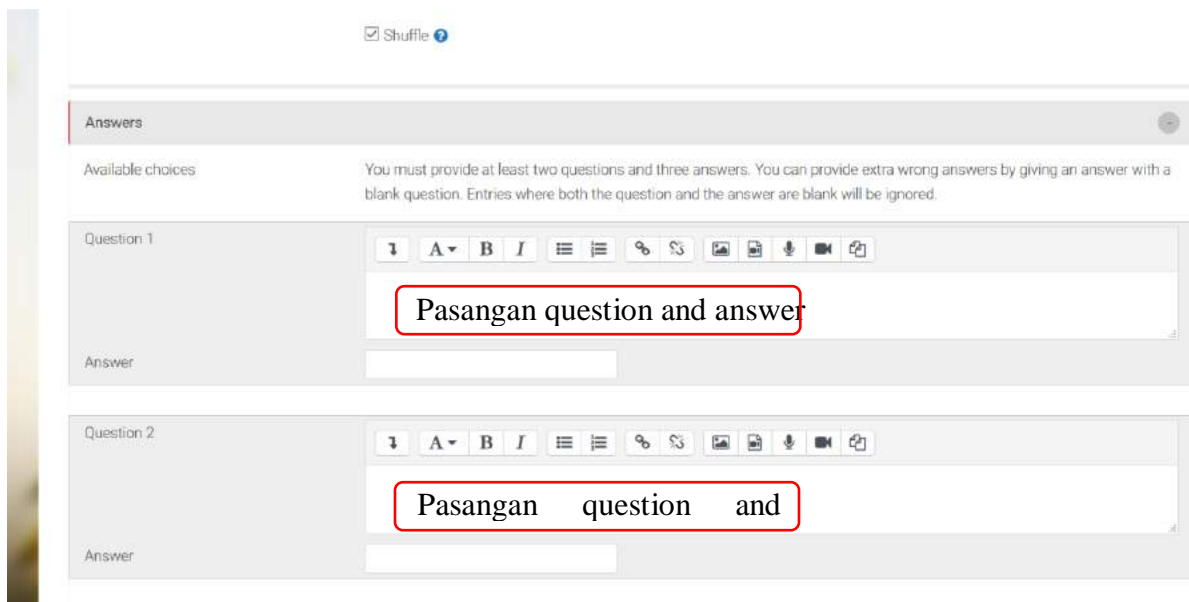 Shuffle
Answers
Available choices
You must provide at least two questions and three answers. You can provide extra wrong answers by giving an answer with a
blank question. Entries where both the question and the answer are blank will be ignored.
Question 1
A B I
Pasangan question and answer
Answer
Question 2
A B I
Pasangan question and
Answer